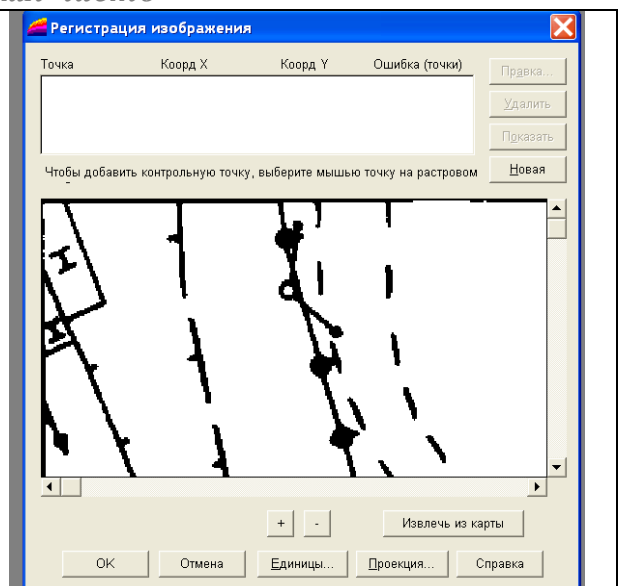 Регистрация изображения
Точка Коорд X Коорд Y Ошибка (точки)
Правка...
Удалить
Показать
Новая
Чтобы добавить контрольную точку, выберите мышью точку на растровом
Н
Н
+ -
Извлечь из карты
OK Отмена Единицы... Проекция... Справка